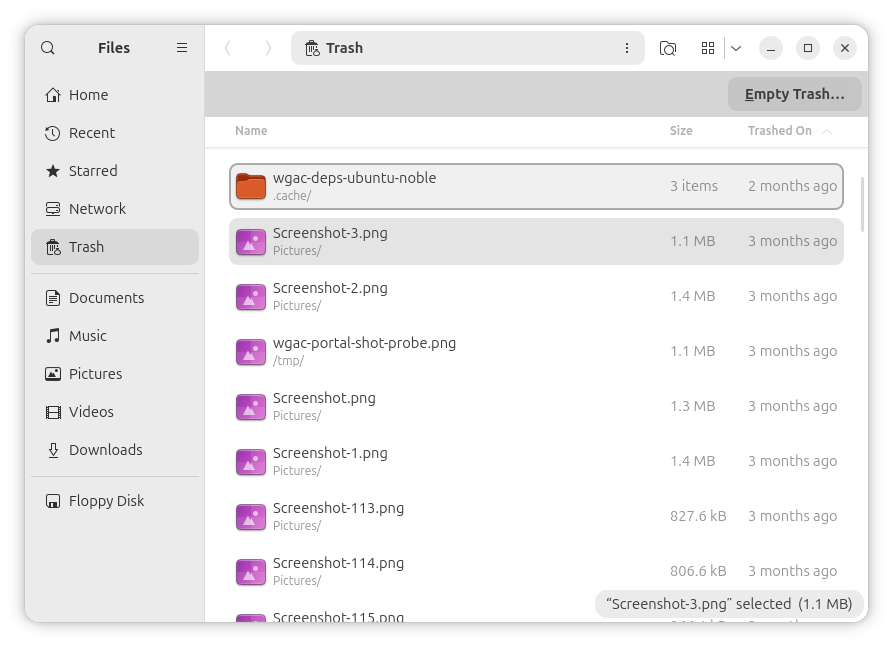 Files
Trash
Home
Recent
Starred
Network
Trash
Documents
Music
Pictures
Videos
Downloads
Floppy Disk
Empty Trash…
Name Size Trashed On
wgac-deps-ubuntu-noble
.cache/
3 items 2 months ago
Screenshot-3.png
Pictures/
1.1 MB 3 months ago
Screenshot-2.png
Pictures/
1.4 MB 3 months ago
wgac-portal-shot-probe.png
/tmp/
1.1 MB 3 months ago
Screenshot.png
Pictures/
1.3 MB 3 months ago
Screenshot-1.png
Pictures/
1.4 MB 3 months ago
Screenshot-113.png
Pictures/
827.6 kB 3 months ago
Screenshot-114.png
Pictures/
806.6 kB 3 months ago
Screenshot-115.png
“Screenshot-3.png” selected (1.1 MB)